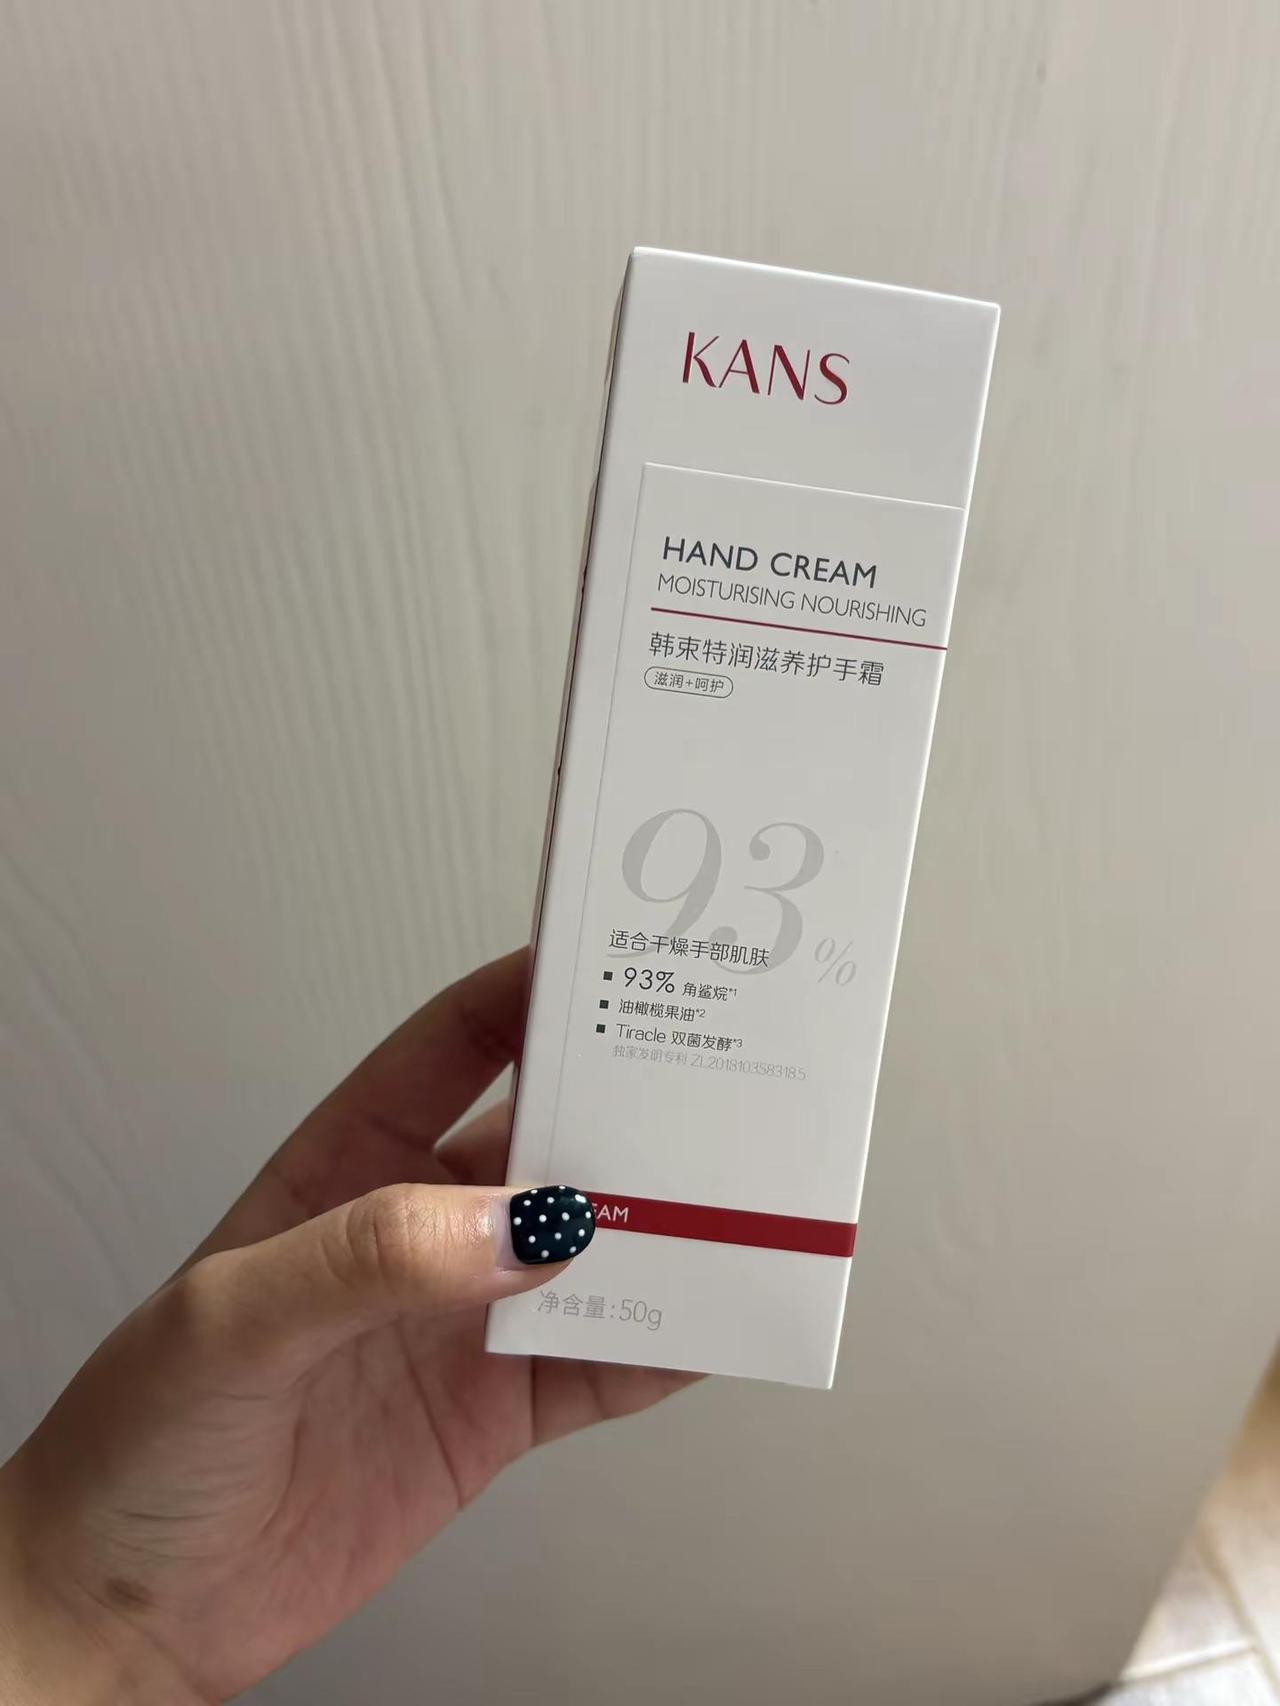 KANS
HAND CREAM
MOISTURISING NOURISHING
韩束特润滋养护手霜
滋润+呵护
93%
适合干燥手部肌肤
■ 93% 角鲨烷*1
■ 油橄榄果油*2
■ Tiracle 双菌发酵*3
独家发明专利 ZL201810358318.5
EAM
净含量:50g